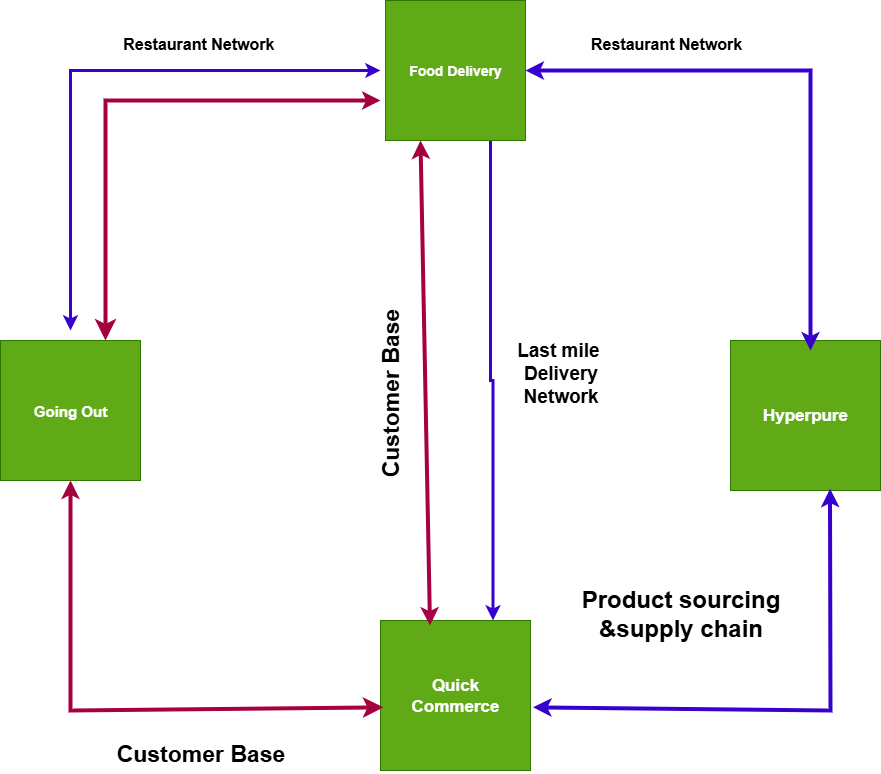 Restaurant Network
Restaurant Network
Food Delivery
Customer Base
Last mile
Delivery
Network
Going Out
Hyperpure
Product sourcing
&supply chain
Quick
Commerce
Customer Base